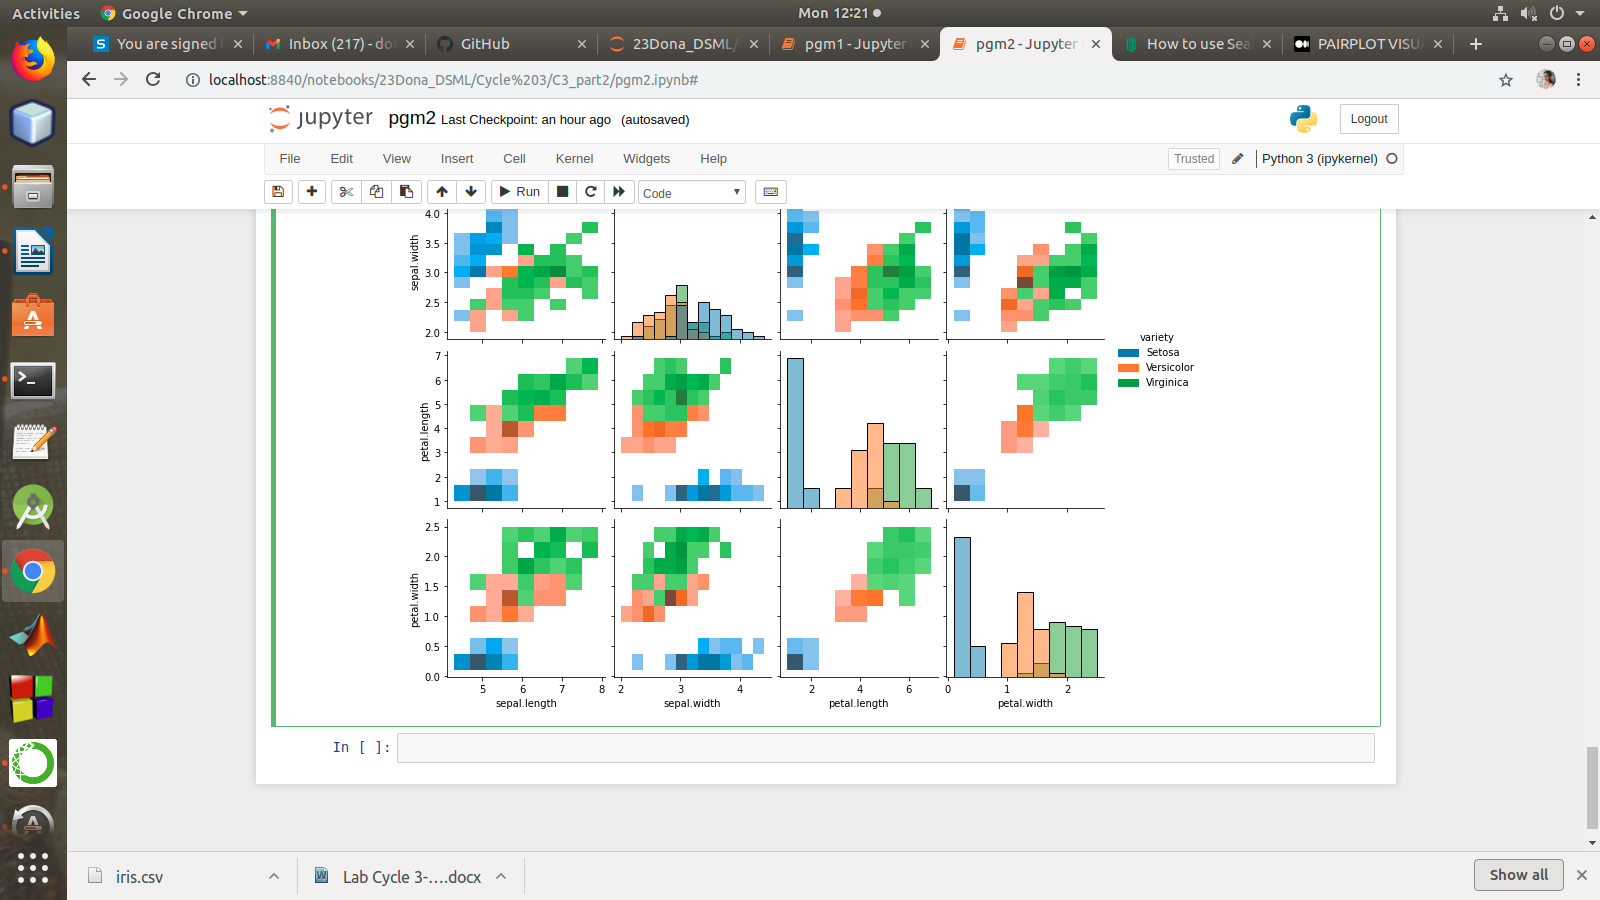 Activities
Google Chrome
Mon 12:21
You are signed i
Inbox (217) - do
GitHub
23Dona_DSML/
pgm1 - Jupyter
pgm2 - Jupyter
How to use Sea
PAIRPLOT VISU
localhost:8840/notebooks/23Dona_DSML/Cycle%203/C3_part2/pgm2.ipynb#
jupyter pgm2 Last Checkpoint: an hour ago (autosaved)
Logout
File Edit View Insert Cell Kernel Widgets Help
Trusted
Python 3 (ipykernel)
Run
Code
4.0
3.5
3.0
2.5
2.0
sepal.width
variety
Setosa
Versicolor
Virginica
7
6
5
4
3
2
1
petal.length
2.5
2.0
1.5
1.0
0.5
0.0
petal.width
5 6 7 8
2 3 4
2 4 6
0 1 2
sepal.length
sepal.width
petal.length
petal.width
In [ ]:
iris.csv
Lab Cycle 3-....docx
Show all